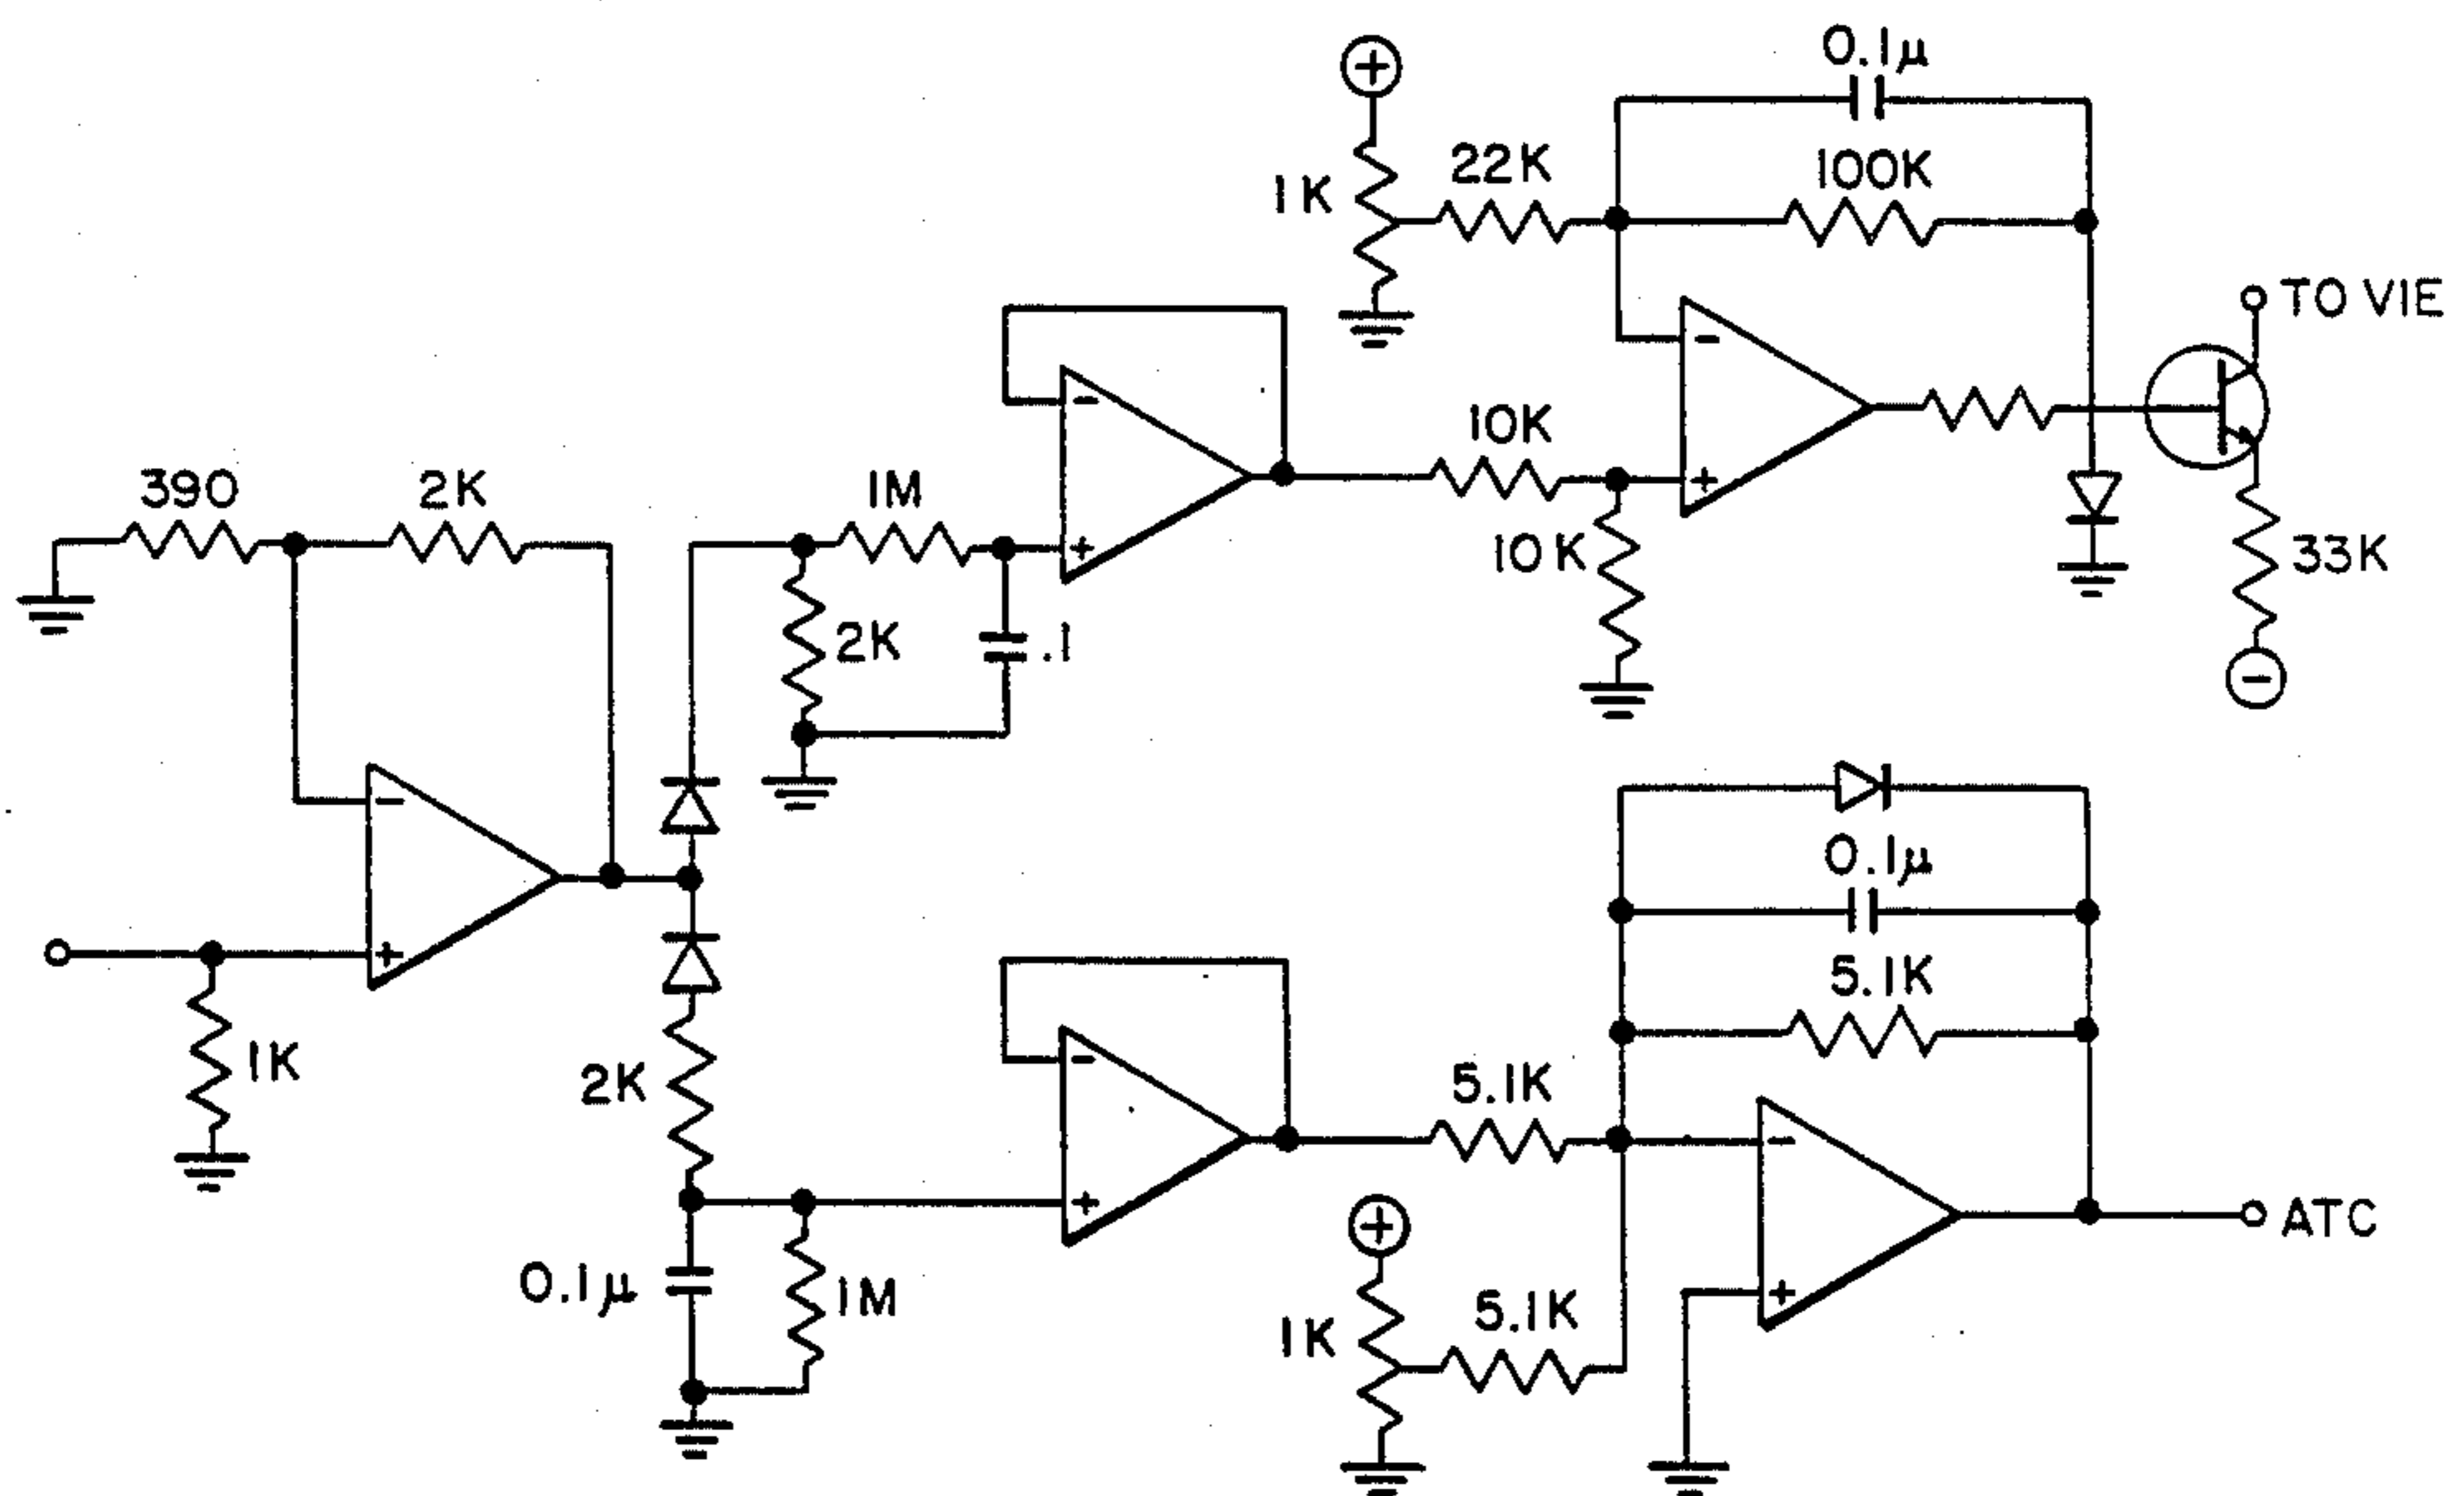 0.1μ
+
1K
22K
100K
TO VIE
-
+
10K
10K
33K
-
390
2K
1M
-
+
2K
.1
-
+
1K
0.1μ
5.1K
5.1K
-
+
ATC
2K
-
+
0.1μ
1M
+
1K
5.1K